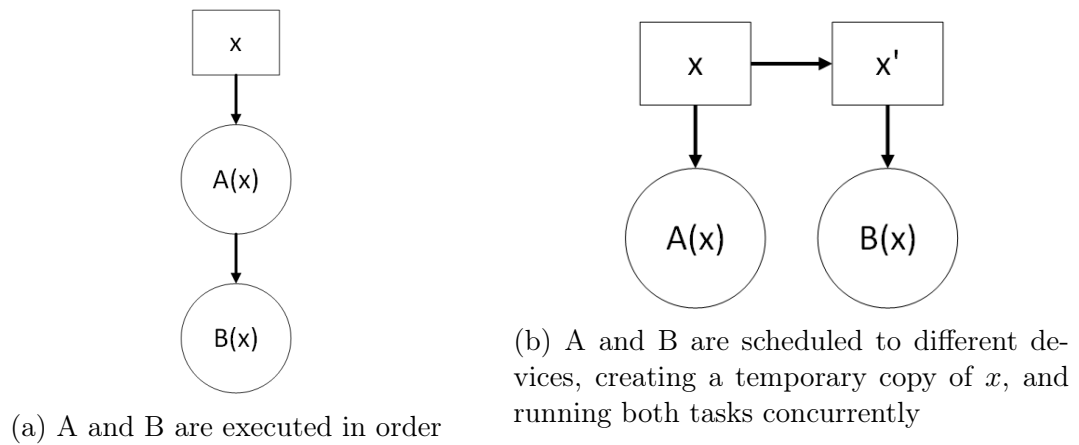 x
A(x)
B(x)
(a) A and B are executed in order
x
x'
A(x)
B(x)
(b) A and B are scheduled to different de-
vices, creating a temporary copy of x, and
running both tasks concurrently